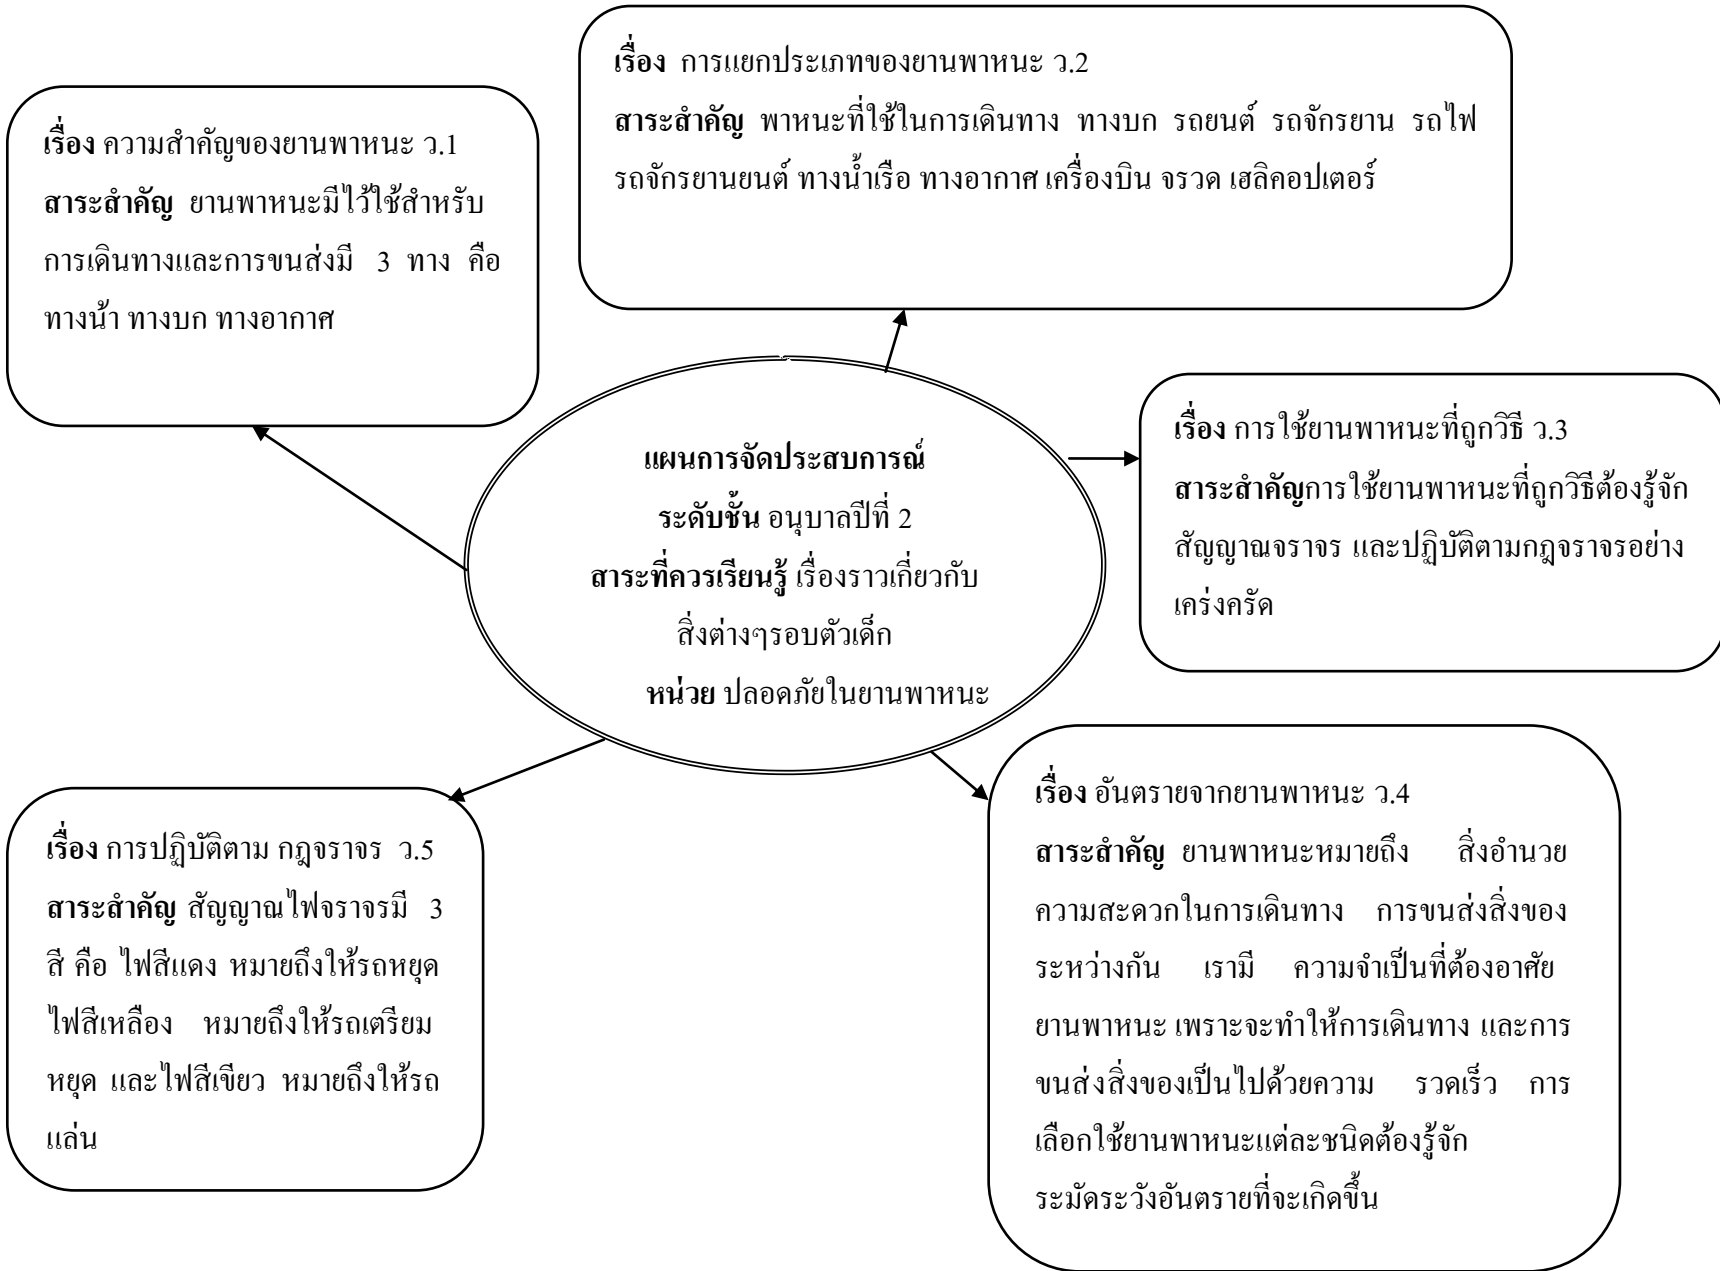 เรื่อง การแยกประเภทของยานพาหนะ ว.2
สาระสำคัญ พาหนะที่ใช้ในการเดินทาง ทางบก รถยนต์ รถจักรยาน รถไฟ
รถจักรยานยนต์ ทางน้ำเรือ ทางอากาศ เครื่องบิน จรวด เฮลิคอปเตอร์
เรื่อง ความสำคัญของยานพาหนะ ว.1
สาระสำคัญ ยานพาหนะมีไว้ใช้สำหรับ
การเดินทางและการขนส่งมี 3 ทาง คือ
ทางน้ำ ทางบก ทางอากาศ
แผนการจัดประสบการณ์
ระดับชั้น อนุบาลปีที่ 2
สาระที่ควรเรียนรู้ เรื่องราวเกี่ยวกับ
สิ่งต่างๆรอบตัวเด็ก
หน่วย ปลอดภัยในยานพาหนะ
เรื่อง การใช้ยานพาหนะที่ถูกวิธี ว.3
สาระสำคัญการใช้ยานพาหนะที่ถูกวิธีต้องรู้จัก
สัญญาณจราจร และปฏิบัติตามกฎจราจรอย่าง
เคร่งครัด
เรื่อง อันตรายจากยานพาหนะ ว.4
สาระสำคัญ ยานพาหนะหมายถึง สิ่งอำนวย
ความสะดวกในการเดินทาง การขนส่งสิ่งของ
ระหว่างกัน เรามี ความจำเป็นที่ต้องอาศัย
ยานพาหนะ เพราะจะทำให้การเดินทาง และการ
ขนส่งสิ่งของเป็นไปด้วยความ รวดเร็ว การ
เลือกใช้ยานพาหนะแต่ละชนิดต้องรู้จัก
ระมัดระวังอันตรายที่จะเกิดขึ้น
เรื่อง การปฏิบัติตาม กฎจราจร ว.5
สาระสำคัญ สัญญาณไฟจราจรมี 3
สี คือ ไฟสีแดง หมายถึงให้รถหยุด
ไฟสีเหลือง หมายถึงให้รถเตรียม
หยุด และไฟสีเขียว หมายถึงให้รถ
แล่น